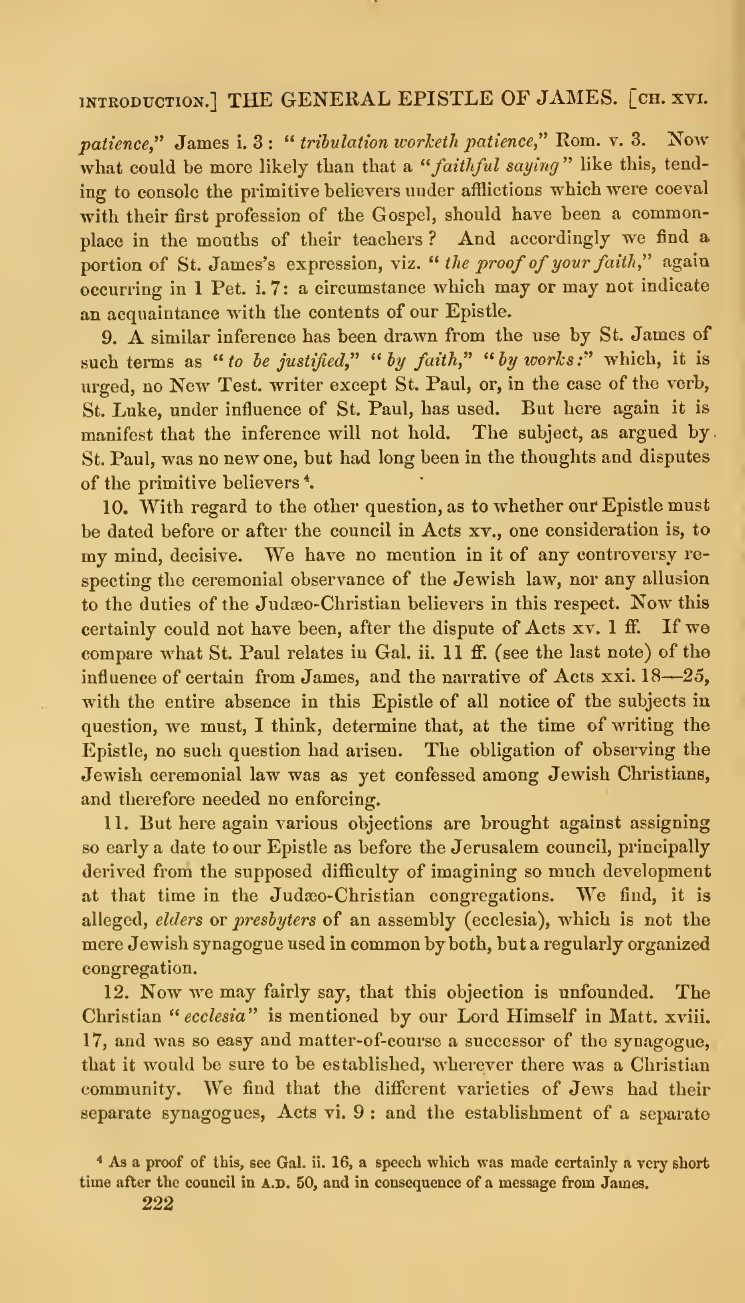 INTRODUCTION.] THE GENERAL EPISTLE OF JAMES. [CH. XVI.
patience,” James i. 3 : “ tribulation worketh patience,” Rom. v. 3. Now
what could be more likely than that a “ faithful saying ” like this, tend-
ing to console the primitive believers under afflictions which were coeval
with their first profession of the Gospel, should have been a common-
place in the mouths of their teachers ? And accordingly we find a
portion of St. James's expression, viz. “ the proof of your faith,” again
occurring in 1 Pet. i. 7 : a circumstance which may or may not indicate
an acquaintance with the contents of our Epistle.
9. A similar inference has been drawn from the use by St. James of
such terms as “ to be justified,” “ by faith,” “ by works :” which, it is
urged, no New Test. writer except St. Paul, or, in the case of the verb,
St. Luke, under influence of St. Paul, has used. But here again it is
manifest that the inference will not hold. The subject, as argued by
St. Paul, was no new one, but had long been in the thoughts and disputes
of the primitive believers ⁴.
10. With regard to the other question, as to whether our Epistle must
be dated before or after the council in Acts xv., one consideration is, to
my mind, decisive. We have no mention in it of any controversy re-
specting the ceremonial observance of the Jewish law, nor any allusion
to the duties of the Judæo-Christian believers in this respect. Now this
certainly could not have been, after the dispute of Acts xv. 1 ff. If we
compare what St. Paul relates in Gal. ii. 11 ff. (see the last note) of the
influence of certain from James, and the narrative of Acts xxi. 18—25,
with the entire absence in this Epistle of all notice of the subjects in
question, we must, I think, determine that, at the time of writing the
Epistle, no such question had arisen. The obligation of observing the
Jewish ceremonial law was as yet confessed among Jewish Christians,
and therefore needed no enforcing.
11. But here again various objections are brought against assigning
so early a date to our Epistle as before the Jerusalem council, principally
derived from the supposed difficulty of imagining so much development
at that time in the Judæo-Christian congregations. We find, it is
alleged, elders or presbyters of an assembly (ecclesia), which is not the
mere Jewish synagogue used in common by both, but a regularly organized
congregation.
12. Now we may fairly say, that this objection is unfounded. The
Christian “ ecclesia ” is mentioned by our Lord Himself in Matt. xviii.
17, and was so easy and matter-of-course a successor of the synagogue,
that it would be sure to be established, wherever there was a Christian
community. We find that the different varieties of Jews had their
separate synagogues, Acts vi. 9 : and the establishment of a separate
⁴ As a proof of this, see Gal. ii. 16, a speech which was made certainly a very short
time after the council in A.D. 50, and in consequence of a message from James.
222